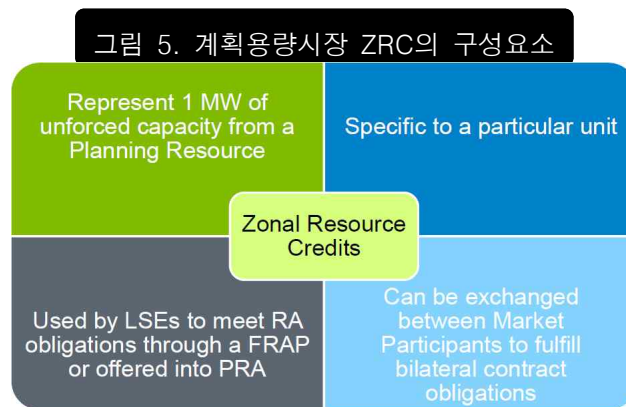 그림 5. 계획용량시장 ZRC의 구성요소
Represent 1 MW of
unforced capacity from a
Planning Resource
Specific to a particular unit
Zonal Resource
Credits
Used by LSEs to meet RA
obligations through a FRAP
or offered into PRA
Can be exchanged
between Market
Participants to fulfill
bilateral contract
obligations